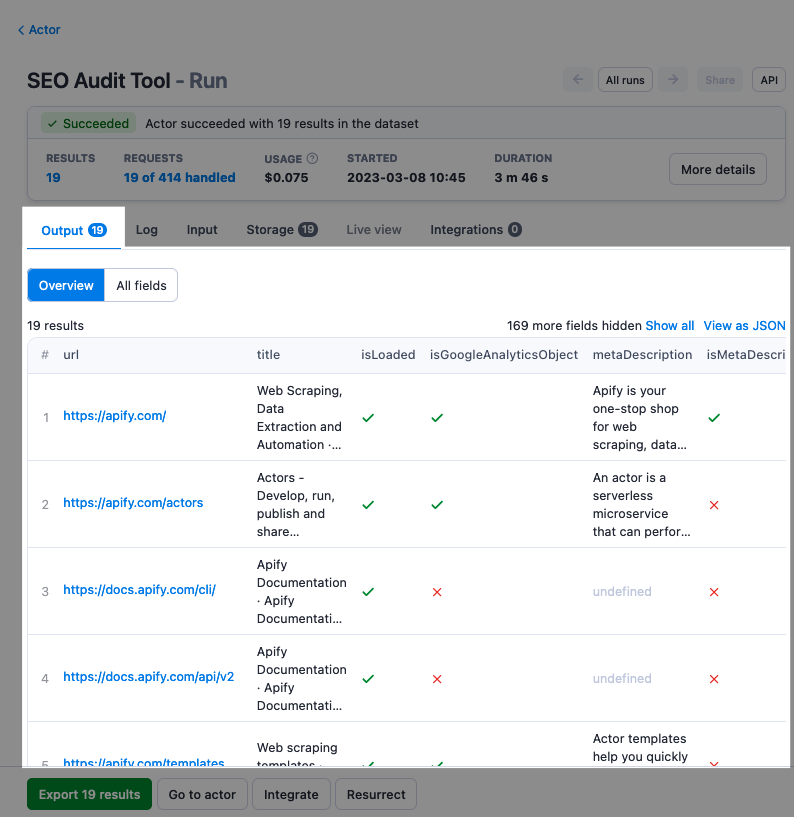 Actor
SEO Audit Tool - Run
All runs
Share
API
Succeeded
Actor succeeded with 19 results in the dataset
RESULTS
REQUESTS
USAGE
STARTED
DURATION
19
19 of 414 handled
$0.075
2023-03-08 10:45
3 m 46 s
More details
Output 19
Log
Input
Storage 19
Live view
Integrations 0
Overview
All fields
19 results
169 more fields hidden Show all View as JSON
# url title isLoaded isGoogleAnalyticsObject metaDescription isMetaDescri
1
https://apify.com/
Web Scraping,
Data
Extraction and
Automation ·...
Apify is your
one-stop shop
for web
scraping, data...
2
https://apify.com/actors
Actors -
Develop, run,
publish and
share...
An actor is a
serverless
microservice
that can perfor...
3
https://docs.apify.com/cli/
Apify
Documentation
· Apify
Documentati...
undefined
4
https://docs.apify.com/api/v2
Apify
Documentation
· Apify
Documentati...
undefined
5
https://apify.com/templates
Web scraping
templates ·
Actor templates
help you quickly
Export 19 results
Go to actor
Integrate
Resurrect